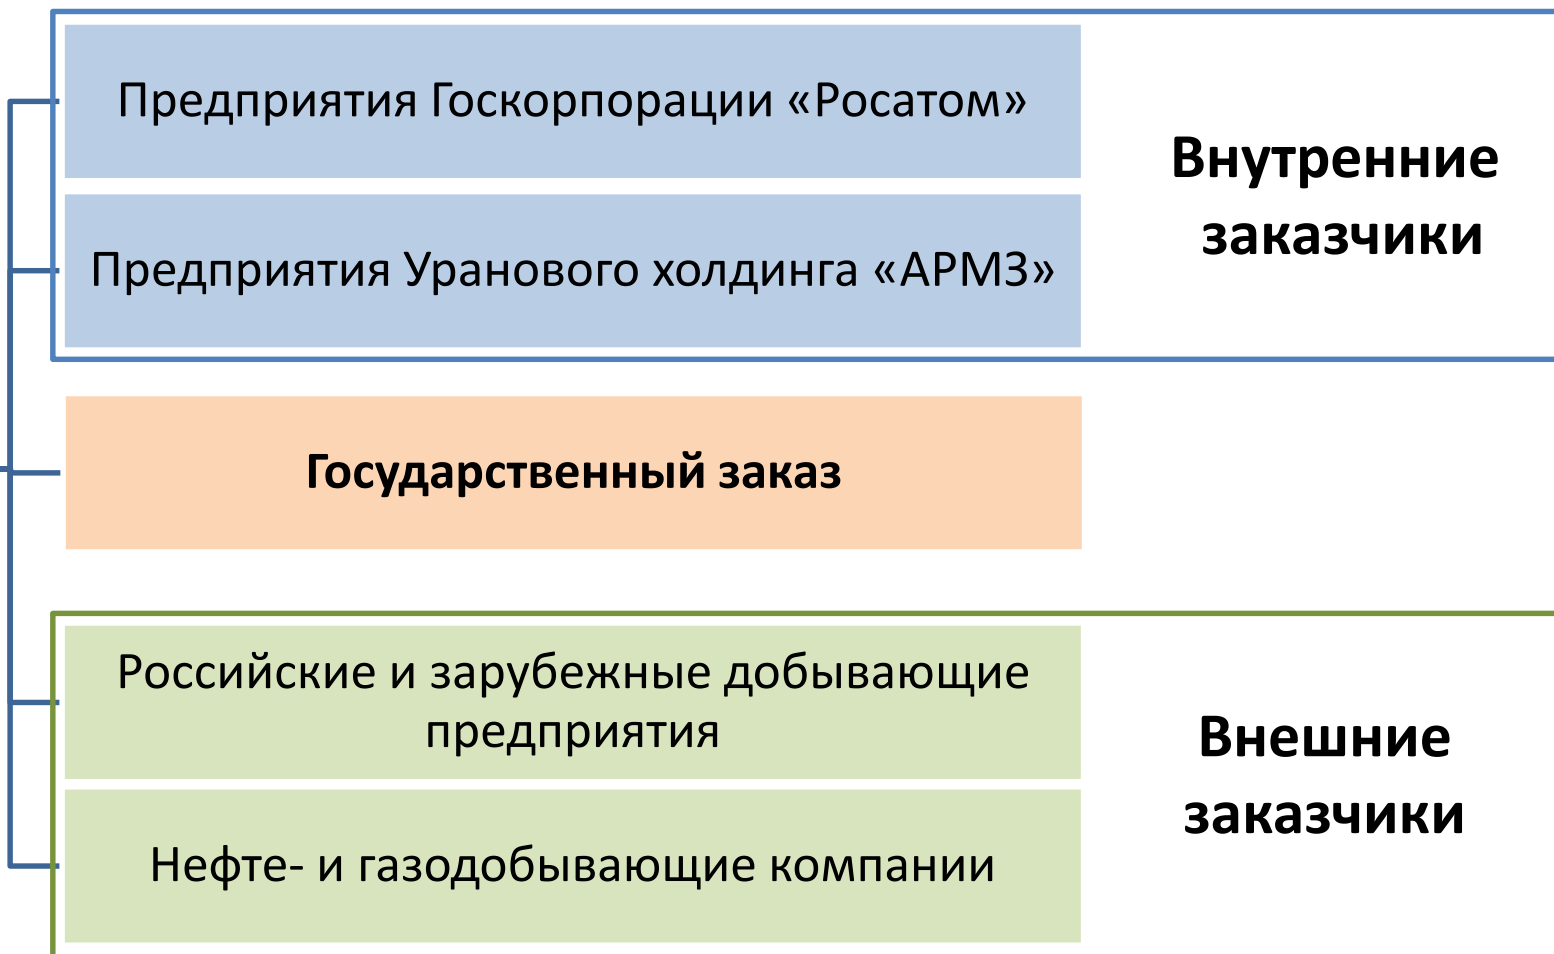 Предприятия Госкорпорации «Росатом»
Предприятия Уранового холдинга «АРМЗ»
Внутренние
заказчики
Государственный заказ
Российские и зарубежные добывающие
предприятия
Нефте- и газодобывающие компании
Внешние
заказчики